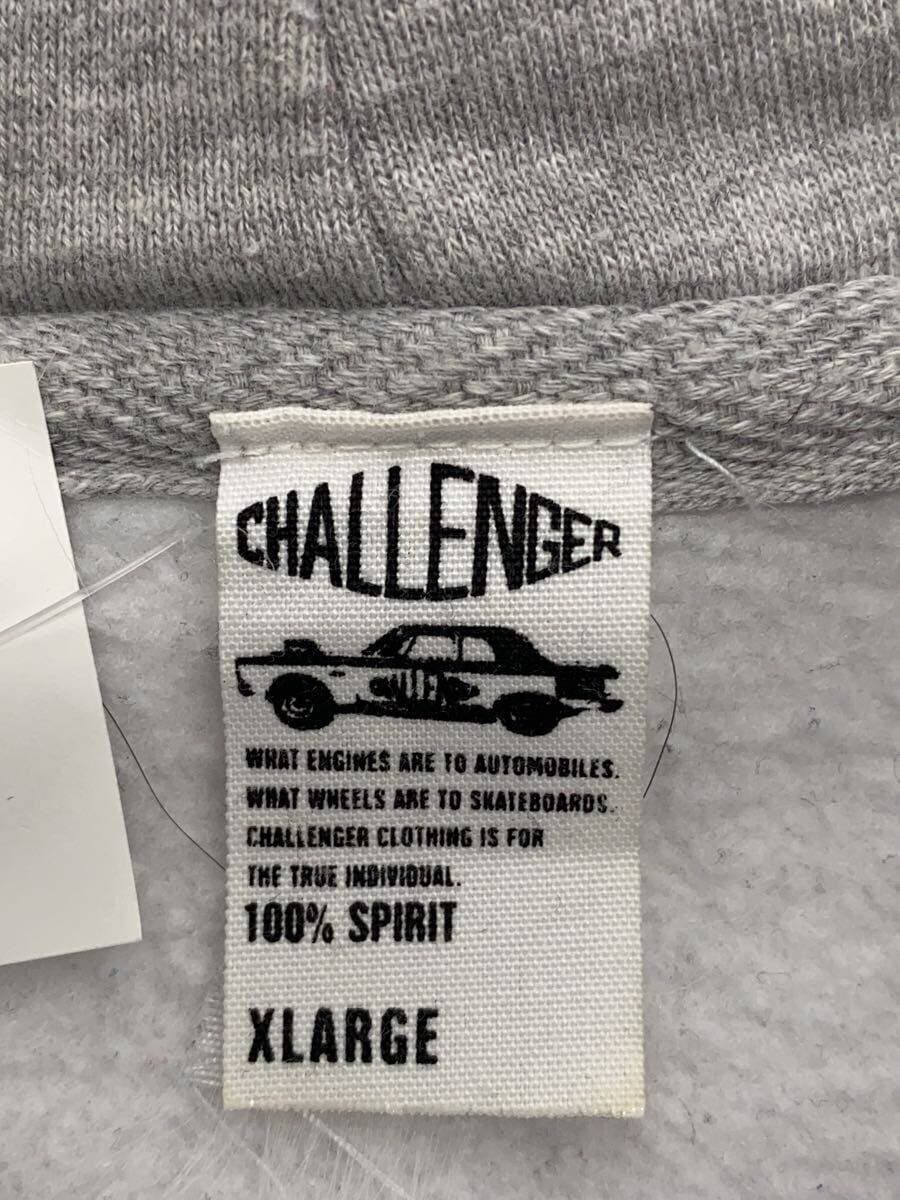 CHALLENGER
WHAT ENGINES ARE TO AUTOMOBILES.
WHAT WHEELS ARE TO SKATEBOARDS.
CHALLENGER CLOTHING IS FOR
THE TRUE INDIVIDUAL.
100% SPIRIT
XLARGE